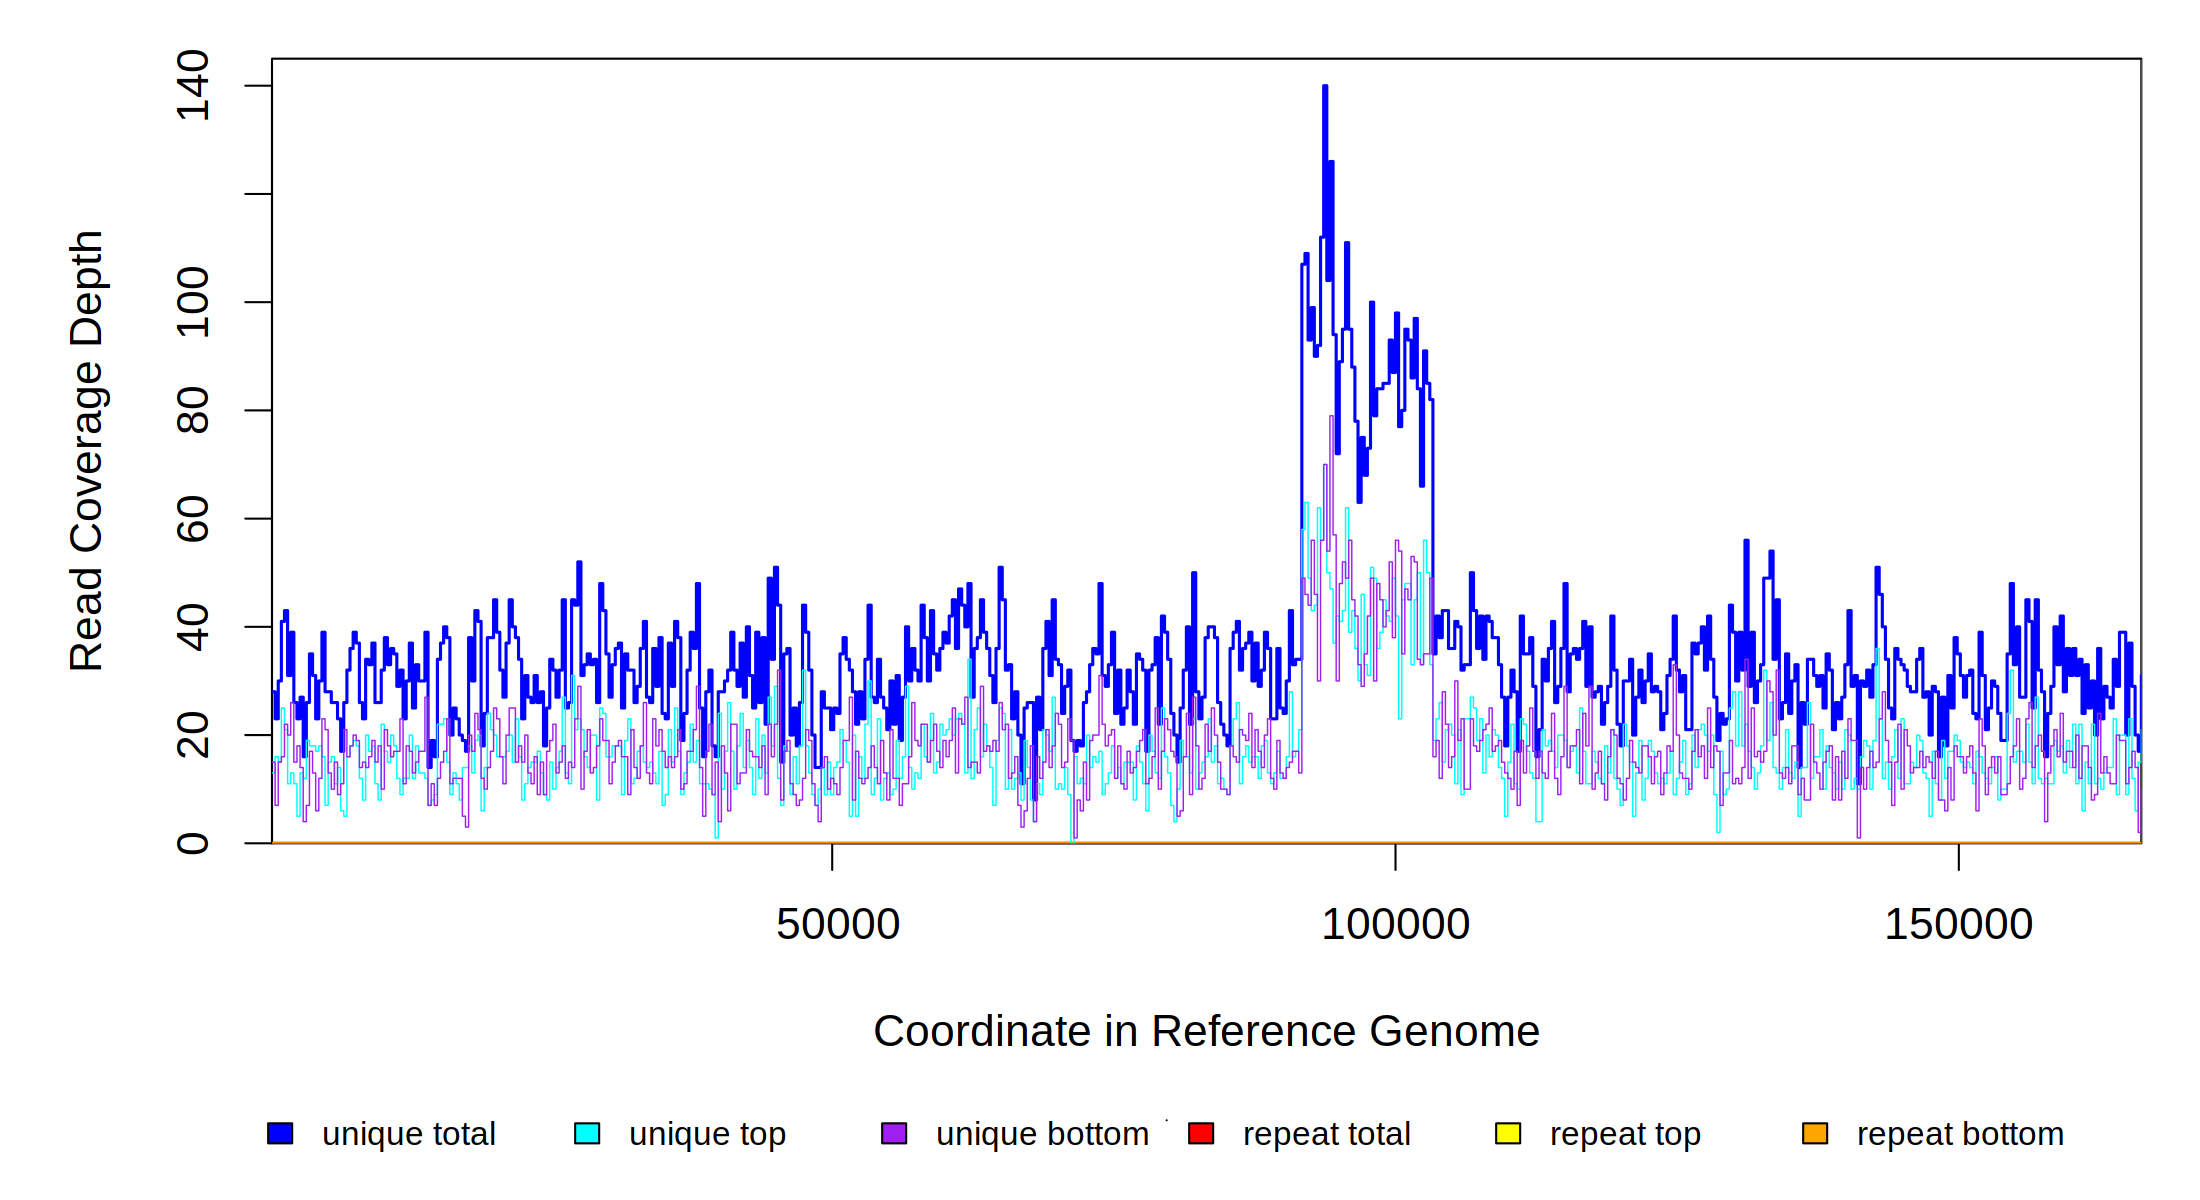 140
100
80
60
40
20
0
Read Coverage Depth
50000 100000 150000
Coordinate in Reference Genome
unique total unique top unique bottom repeat total repeat top repeat bottom